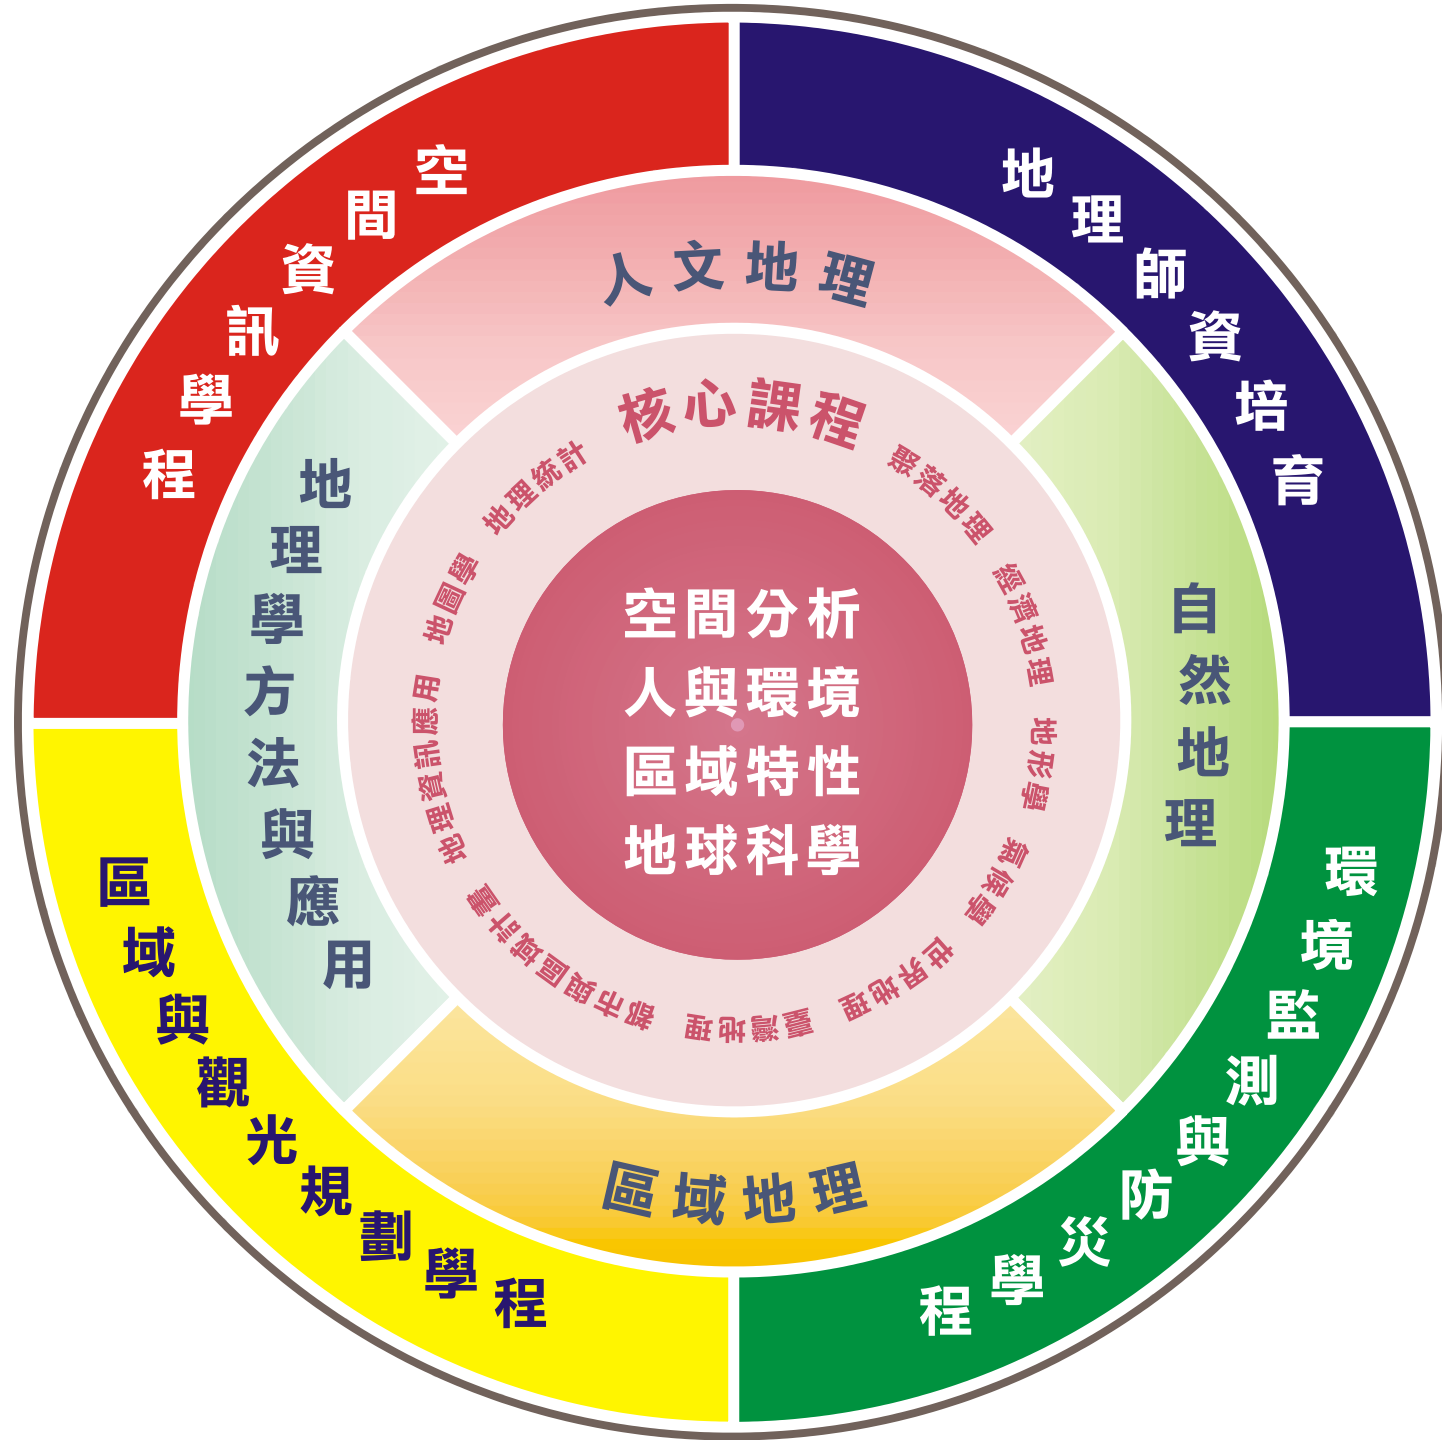 空間資訊學程
地理師資培育
人文地理
核心課程
地理學方法與應用
自然地理
聚落地理
經濟地理
地形學
氣候學
世界地理
臺灣地理
都市與區域計畫
地理資訊應用
地圖學
地理統計
空間分析
人與環境
區域特性
地球科學
區域地理
區域與觀光規劃學程
環境監測與防災學程